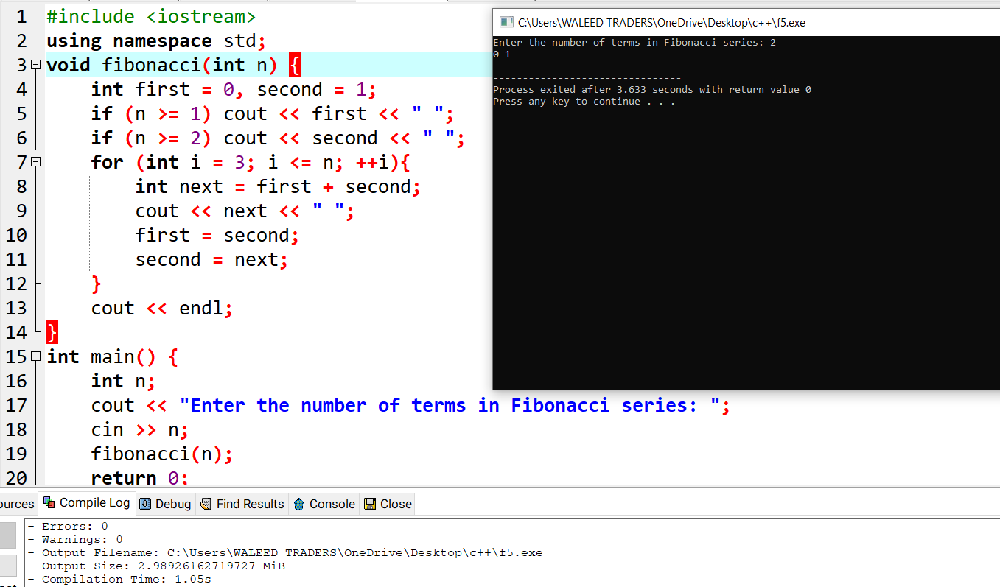 1 #include <iostream>
2 using namespace std;
3 void fibonacci(int n) {
4     int first = 0, second = 1;
5     if (n >= 1) cout << first << " ";
6     if (n >= 2) cout << second << " ";
7     for (int i = 3; i <= n; ++i){
8         int next = first + second;
9         cout << next << " ";
10         first = second;
11         second = next;
12     }
13     cout << endl;
14 }
15 int main() {
16     int n;
17     cout << "Enter the number of terms in Fibonacci series: ";
18     cin >> n;
19     fibonacci(n);
20     return 0;
C:\Users\WALEED TRADERS\OneDrive\Desktop\c++\f5.exe
Enter the number of terms in Fibonacci series: 2
0 1
--------------------------------
Process exited after 3.633 seconds with return value 0
Press any key to continue . . .
ources Compile Log Debug Find Results Console Close
- Errors: 0
- Warnings: 0
- Output Filename: C:\Users\WALEED TRADERS\OneDrive\Desktop\c++\f5.exe
- Output Size: 2.98926162719727 MiB
- Compilation Time: 1.05s